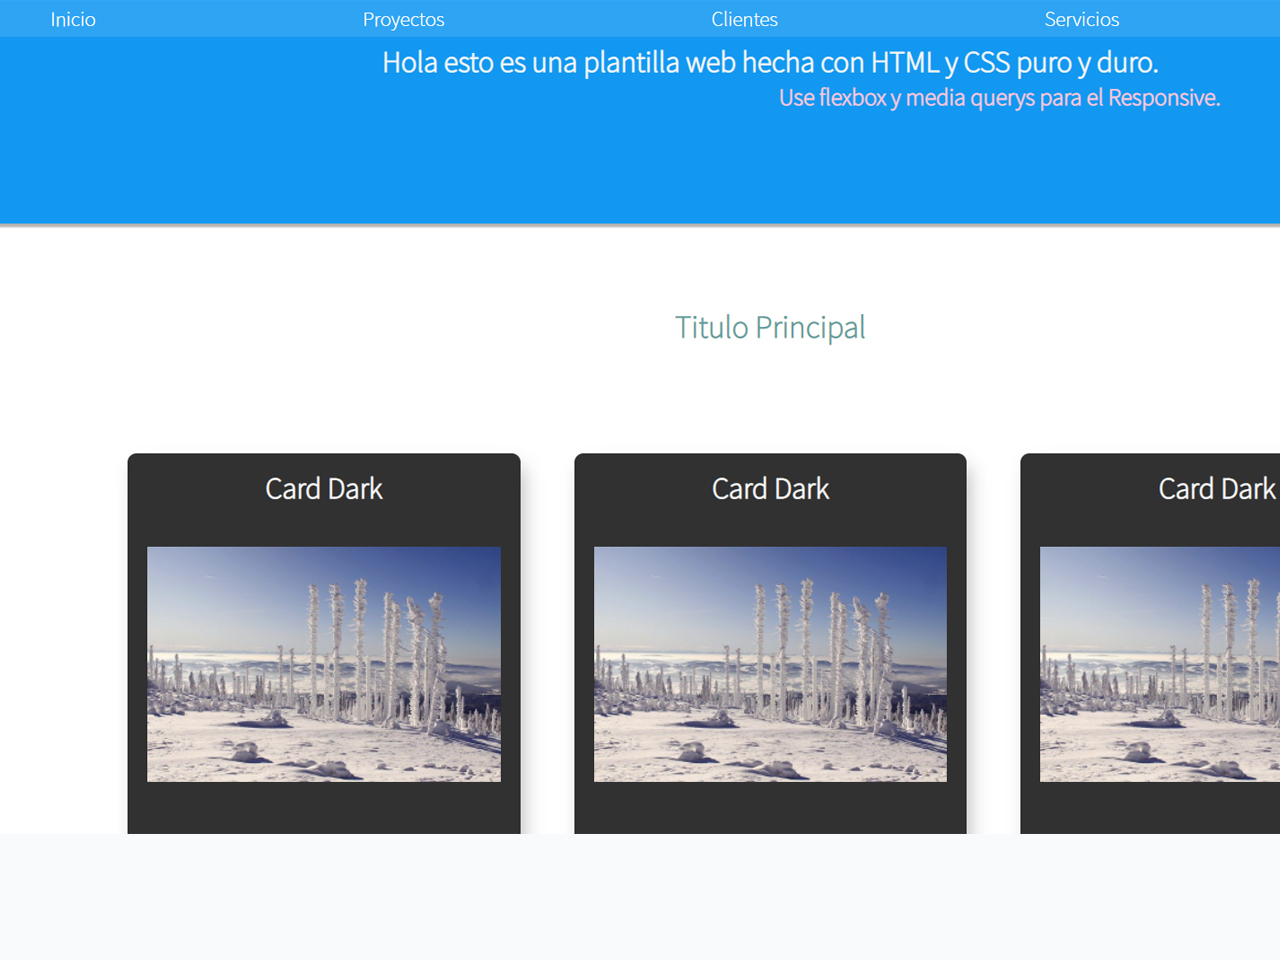 Inicio Proyectos Clientes Servicios
Hola esto es una plantilla web hecha con HTML y CSS puro y duro.
Use flexbox y media querys para el Responsive.
Titulo Principal
Card Dark Card Dark Card Dark